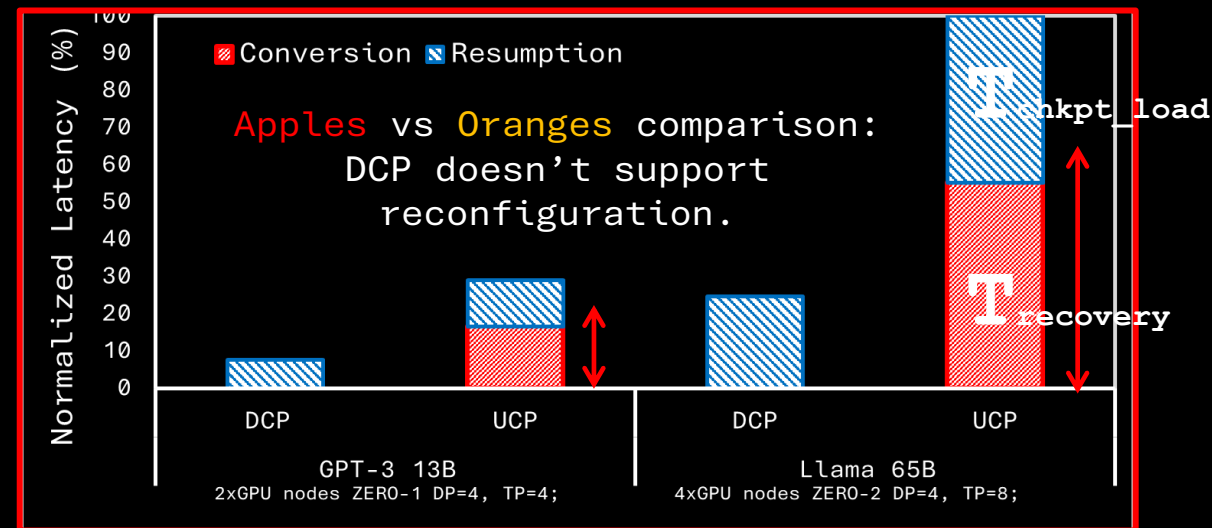 Normalized Latency (%)
100
90
80
70
60
50
40
30
20
10
0
Conversion Resumption
Apples vs Oranges comparison:
DCP doesn’t support
reconfiguration.
Tchkpt_load
Trecovery
DCP UCP DCP UCP
GPT-3 13B Llama 65B
2xGPU nodes ZERO-1 DP=4, TP=4; 4xGPU nodes ZERO-2 DP=4, TP=8;